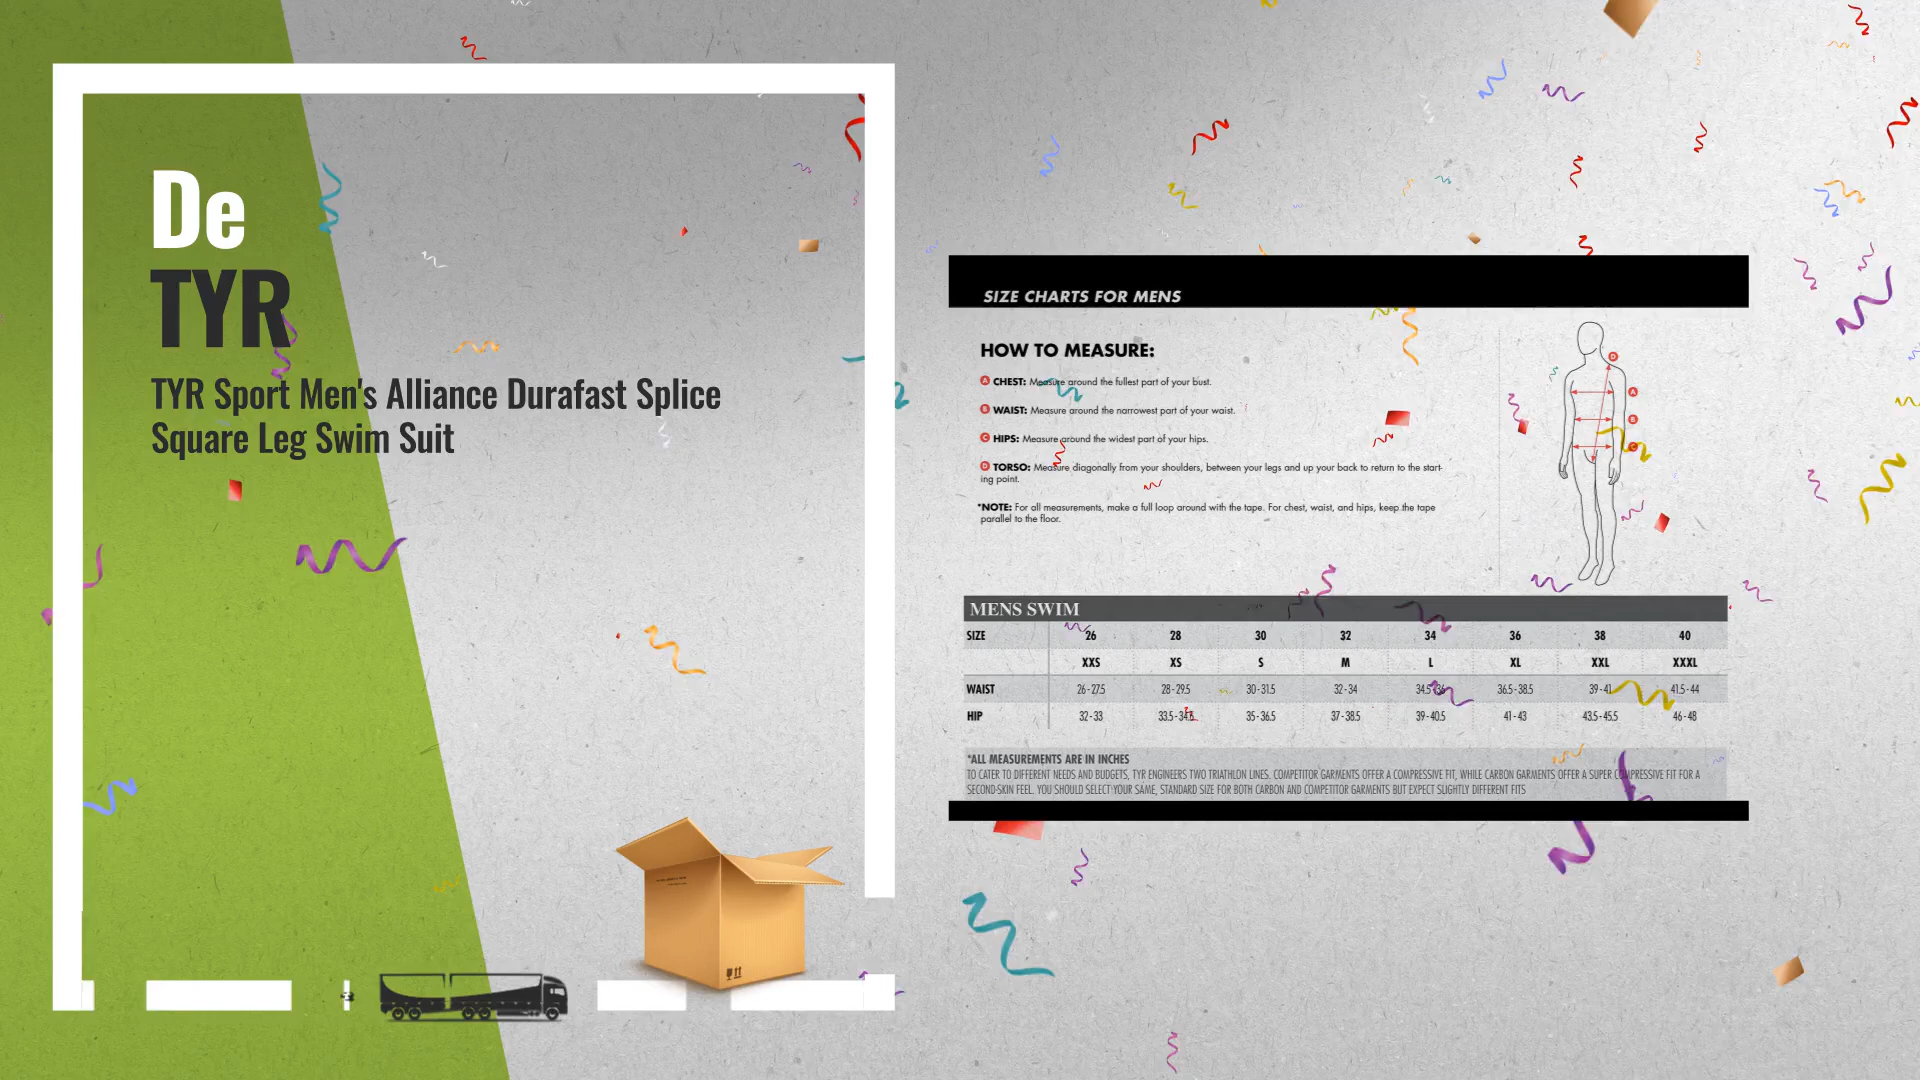 De
TYR
TYR Sport Men's Alliance Durafast Splice
Square Leg Swim Suit
SIZE CHARTS FOR MENS
HOW TO MEASURE:
A CHEST: Measure around the fullest part of your bust.
B WAIST: Measure around the narrowest part of your waist.
C HIPS: Measure around the widest part of your hips.
D TORSO: Measure diagonally from your shoulders, between your legs and up your back to return to the start-
ing point.
*NOTE: For all measurements, make a full loop around with the tape. For chest, waist, and hips, keep the tape
parallel to the floor.
D
A
B
C
MENS SWIM
SIZE 26 28 30 32 34 36 38 40
XXS XS S M L XL XXL XXXL
WAIST 26-27.5 28-29.5 30-31.5 32-34 34.5-36 36.5-38.5 39-41 41.5-44
HIP 32-33 33.5-34.5 35-36.5 37-38.5 39-40.5 41-43 43.5-45.5 46-48
*ALL MEASUREMENTS ARE IN INCHES
TO CATER TO DIFFERENT NEEDS AND BUDGETS, TYR ENGINEERS TWO TRIATHLON LINES. COMPETITOR GARMENTS OFFER A COMPRESSIVE FIT, WHILE CARBON GARMENTS OFFER A SUPER COMPRESSIVE FIT FOR A
SECOND-SKIN FEEL. YOU SHOULD SELECT YOUR SAME, STANDARD SIZE FOR BOTH CARBON AND COMPETITOR GARMENTS BUT EXPECT SLIGHTLY DIFFERENT FITS